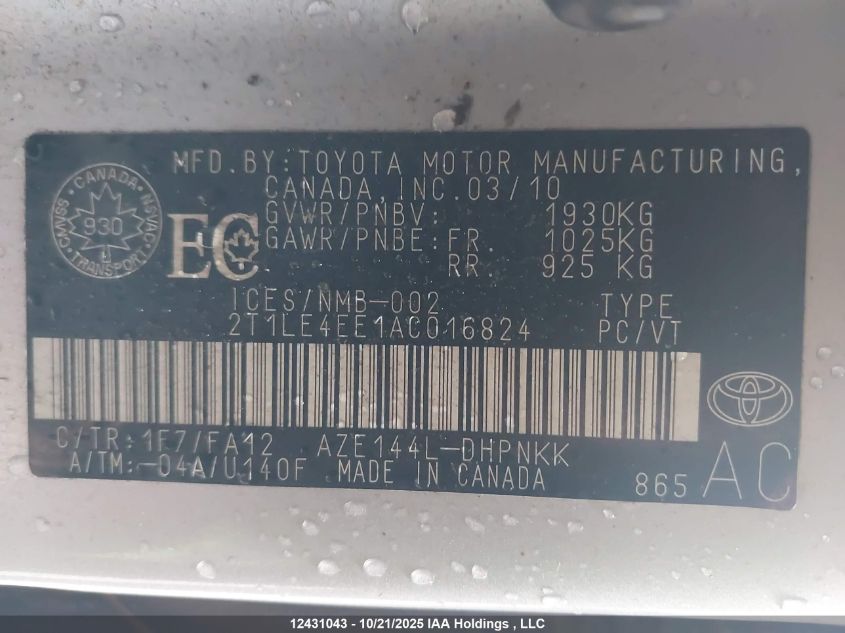 MFD. BY: TOYOTA MOTOR MANUFACTURING,
CANADA, INC. 03/10
GVWR/PNBV: 1930KG
GAWR/PNBE: FR. 1025KG
RR. 925 KG
CANADA
CMVSS 930 NSVAC
TRANSPORT
EC
ICES/NMB-002 TYPE
2T1LE4EE1AC016824 PC/VT
C/TR: 1F7/FA12 AZE144L-DHPNKK
A/TM: -04A/U140F MADE IN CANADA
865 AC
12431043 - 10/21/2025 IAA Holdings , LLC